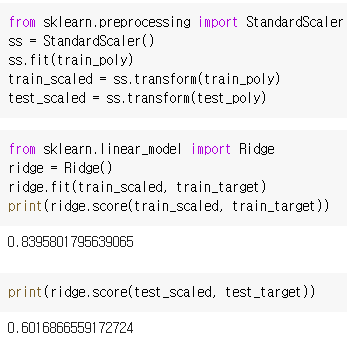 from sklearn.preprocessing import StandardScaler
ss = StandardScaler()
ss.fit(train_poly)
train_scaled = ss.transform(train_poly)
test_scaled = ss.transform(test_poly)
from sklearn.linear_model import Ridge
ridge = Ridge()
ridge.fit(train_scaled, train_target)
print(ridge.score(train_scaled, train_target))
0.8395801795639065
print(ridge.score(test_scaled, test_target))
0.6016866559172724